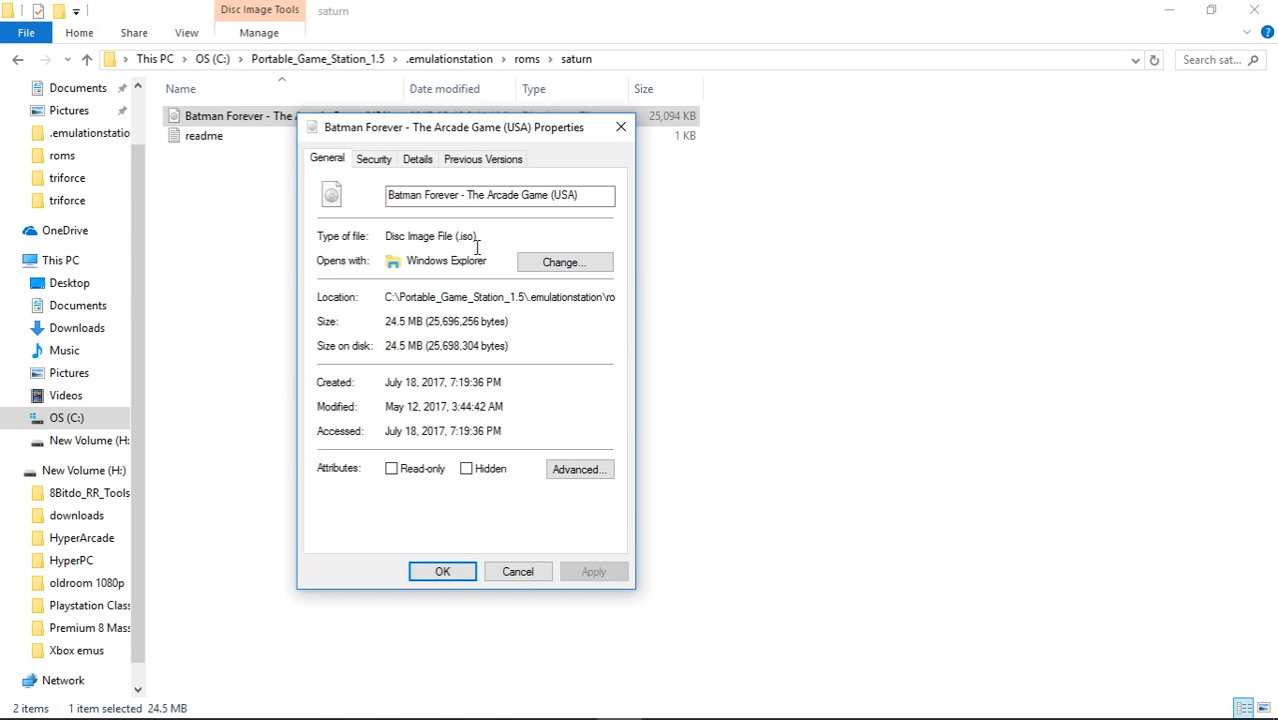 Disc Image Tools saturn
File Home Share View Manage
This PC > OS (C:) > Portable_Game_Station_1.5 > .emulationstation > roms > saturn Search sat...
Name Date modified Type Size
Batman Forever - The 25,094 KB
readme 1 KB
Documents
Pictures
.emulationstatio
roms
triforce
triforce
OneDrive
This PC
Desktop
Documents
Downloads
Music
Pictures
Videos
OS (C:)
New Volume (H:
New Volume (H:)
8Bitdo_RR_Tools
downloads
HyperArcade
HyperPC
oldroom 1080p
Playstation Clas
Premium 8 Mas
Xbox emus
Network
Batman Forever - The Arcade Game (USA) Properties
General Security Details Previous Versions
Batman Forever - The Arcade Game (USA)
Type of file: Disc Image File (.iso)
Opens with: Windows Explorer Change...
Location: C:\Portable_Game_Station_1.5\.emulationstation\ro
Size: 24.5 MB (25,696,256 bytes)
Size on disk: 24.5 MB (25,698,304 bytes)
Created: July 18, 2017, 7:19:36 PM
Modified: May 12, 2017, 3:44:42 AM
Accessed: July 18, 2017, 7:19:36 PM
Attributes: Read-only Hidden Advanced...
OK Cancel Apply
2 items 1 item selected 24.5 MB